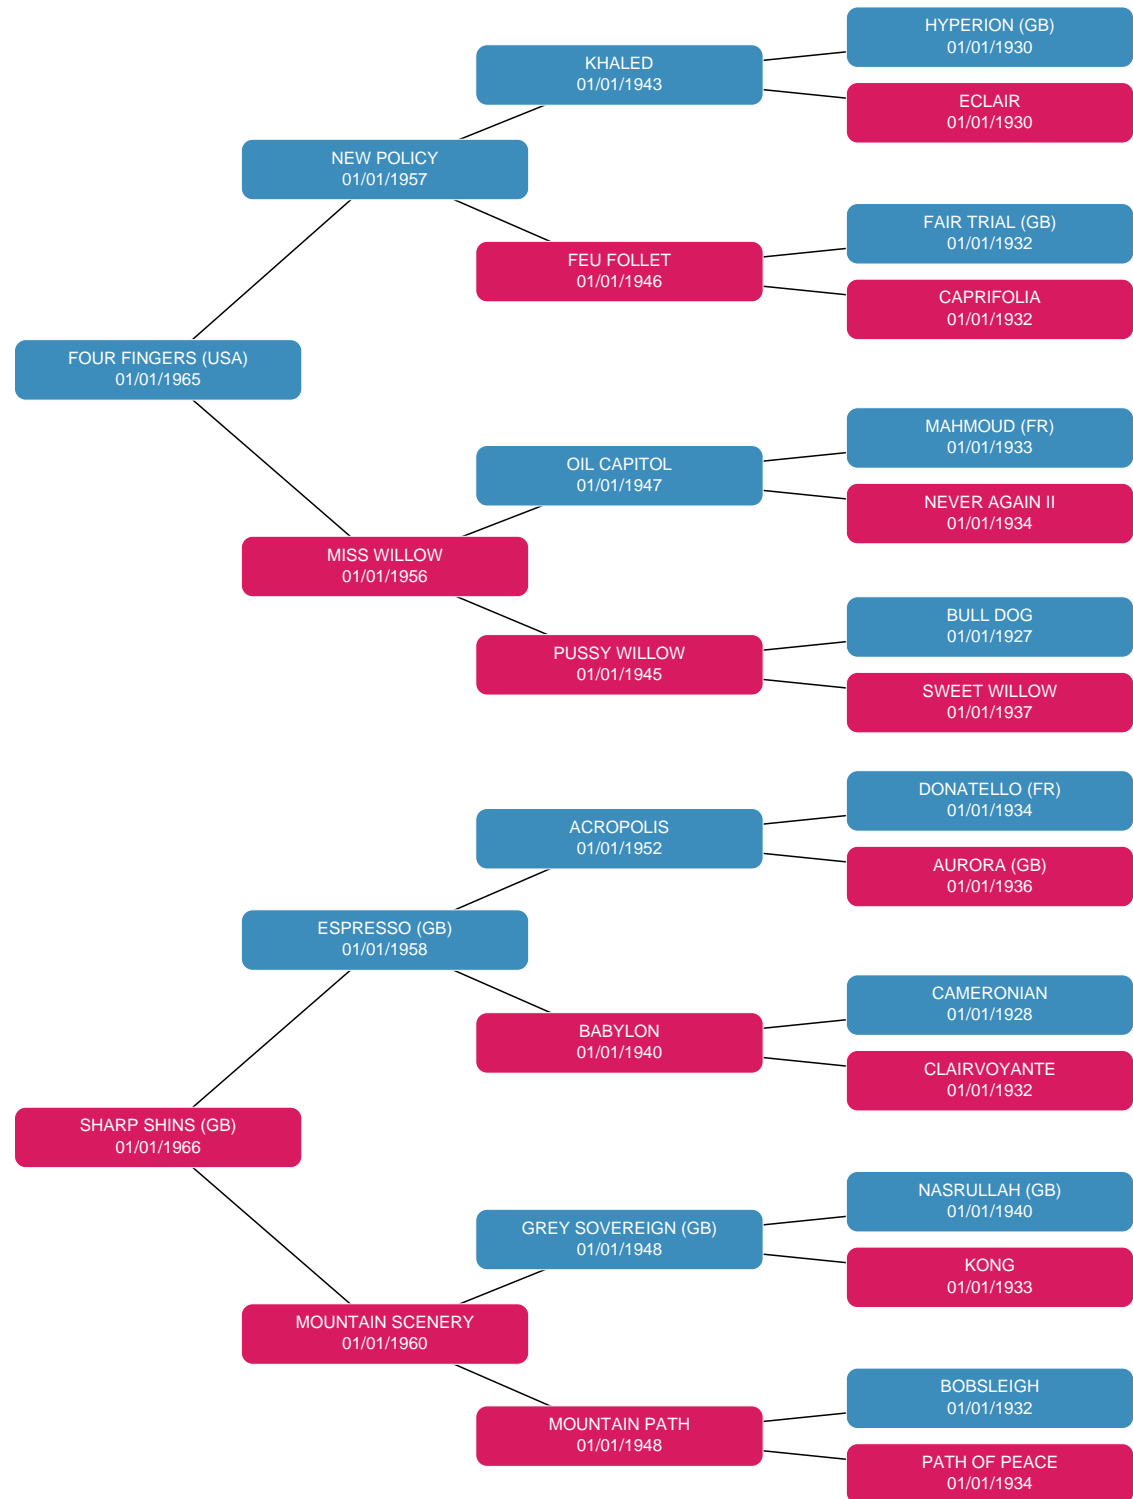 HYPERION (GB)
01/01/1930
KHALED
01/01/1943
ECLAIR
01/01/1930
NEW POLICY
01/01/1957
FAIR TRIAL (GB)
01/01/1932
FEU FOLLET
01/01/1946
CAPRIFOLIA
01/01/1932
FOUR FINGERS (USA)
01/01/1965
MAHMOUD (FR)
01/01/1933
OIL CAPITOL
01/01/1947
NEVER AGAIN II
01/01/1934
MISS WILLOW
01/01/1956
BULL DOG
01/01/1927
PUSSY WILLOW
01/01/1945
SWEET WILLOW
01/01/1937
DONATELLO (FR)
01/01/1934
ACROPOLIS
01/01/1952
AURORA (GB)
01/01/1936
ESPRESSO (GB)
01/01/1958
CAMERONIAN
01/01/1928
BABYLON
01/01/1940
CLAIRVOYANTE
01/01/1932
SHARP SHINS (GB)
01/01/1966
NASRULLAH (GB)
01/01/1940
GREY SOVEREIGN (GB)
01/01/1948
KONG
01/01/1933
MOUNTAIN SCENERY
01/01/1960
BOBSLEIGH
01/01/1932
MOUNTAIN PATH
01/01/1948
PATH OF PEACE
01/01/1934